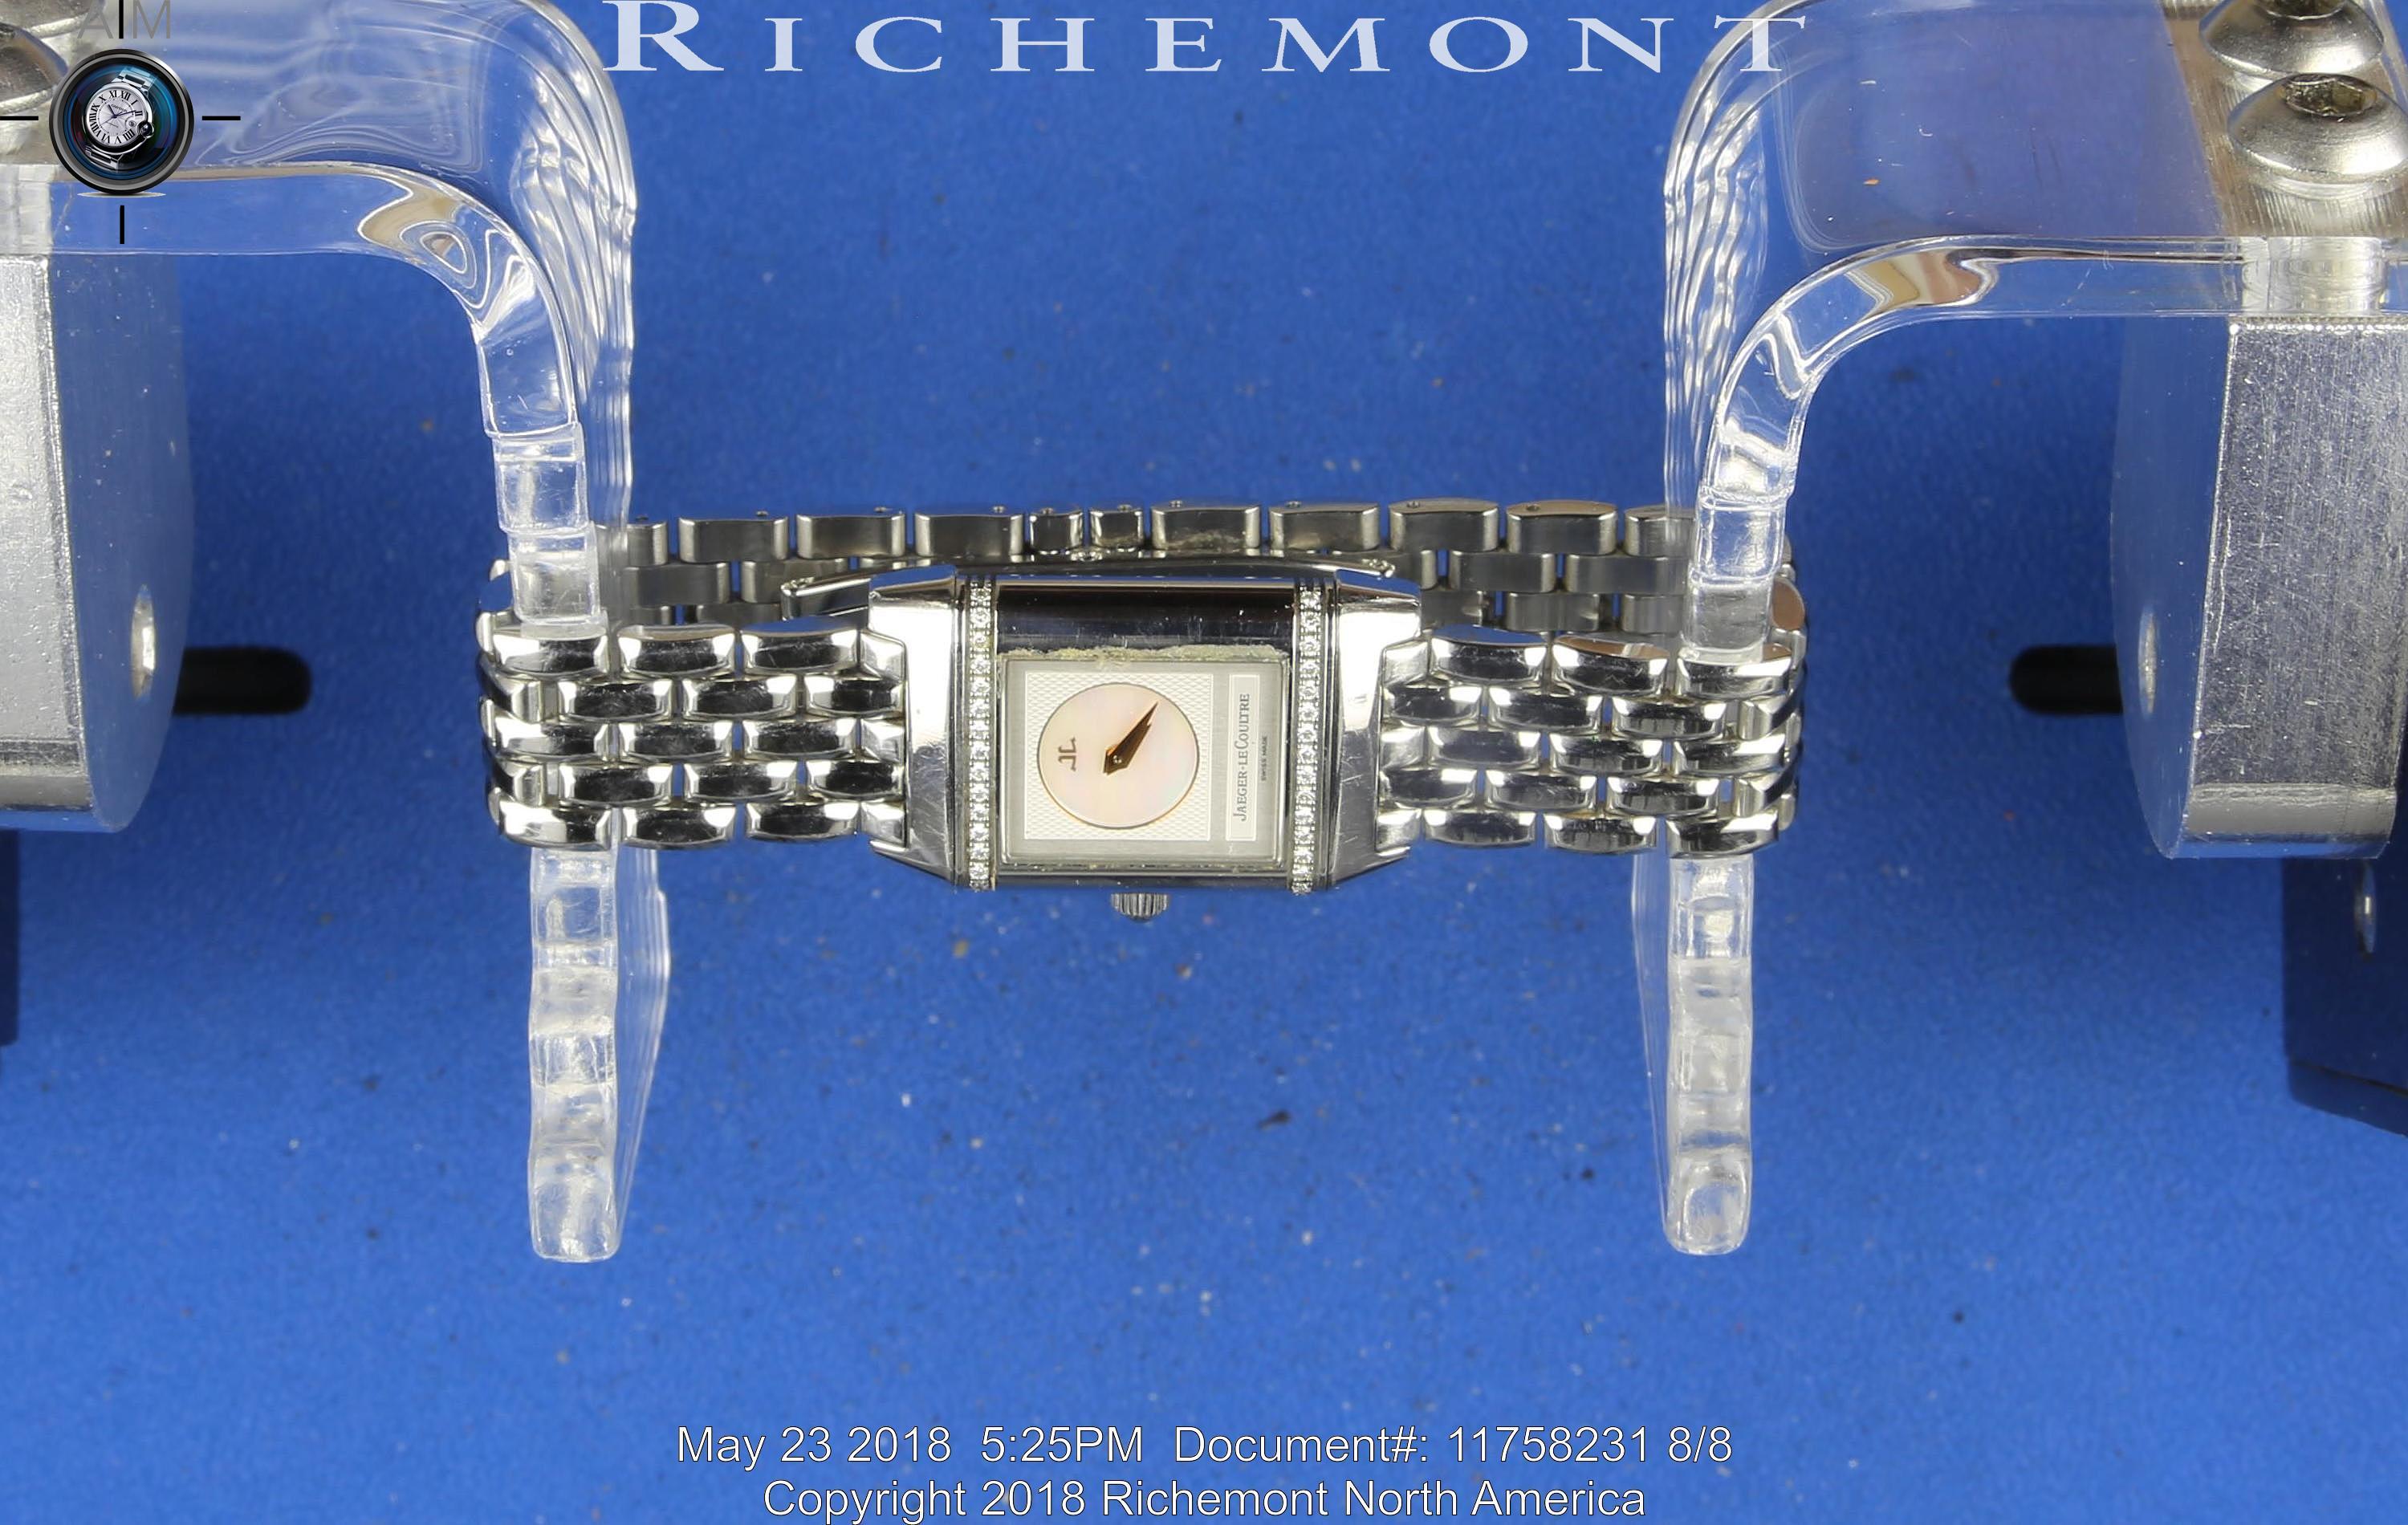 AIM
RICHEMONT
JL
JAEGER-LECOULTRE
SWISS MADE
May 23 2018  5:25PM  Document#: 11758231 8/8
Copyright 2018 Richemont North America